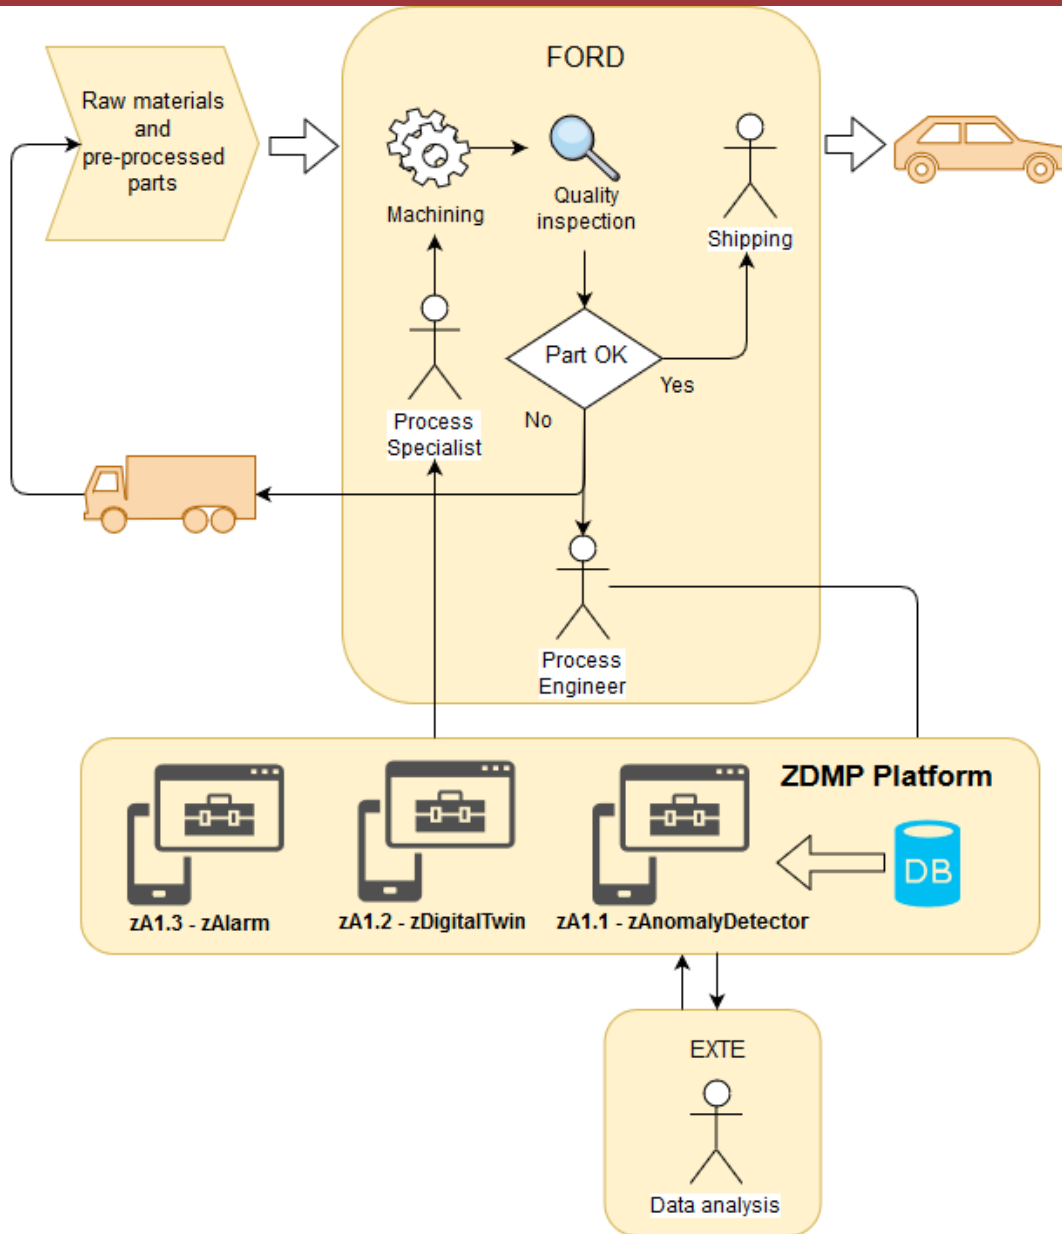 FORD
Raw materials
and
pre-processed
parts
Machining
Quality
inspection
Shipping
Part OK
Yes
No
Process
Specialist
Process
Engineer
ZDMP Platform
DB
zA1.3 - zAlarm
zA1.2 - zDigitalTwin
zA1.1 - zAnomalyDetector
EXTE
Data analysis